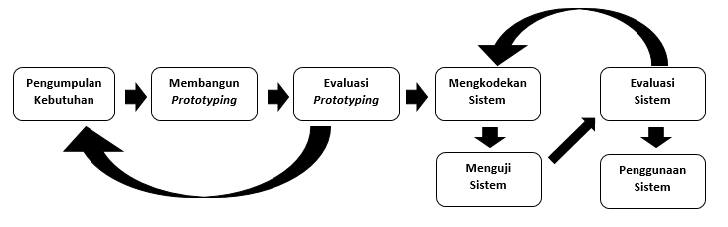 Pengumpulan
Kebutuhan
Membangun
Prototyping
Evaluasi
Prototyping
Mengkodekan
Sistem
Evaluasi
Sistem
Menguji
Sistem
Penggunaan
Sistem